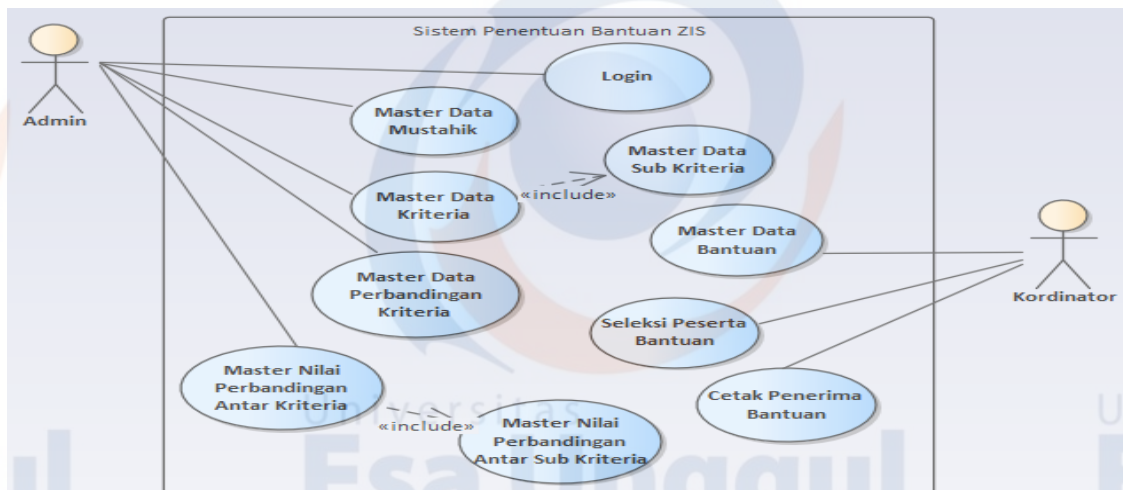 Sistem Penentuan Bantuan ZIS
Login
Admin
Master Data
Mustahik
Master Data
Sub Kriteria
«include»
Master Data
Kriteria
Master Data
Bantuan
Master Data
Perbandingan
Kriteria
Kordinator
Seleksi Peserta
Bantuan
Master Nilai
Perbandingan
Antar Kriteria
Cetak Penerima
Bantuan
«include»
Master Nilai
Perbandingan
Antar Sub Kriteria
Universitas
Esa Unggul
ul
U
E